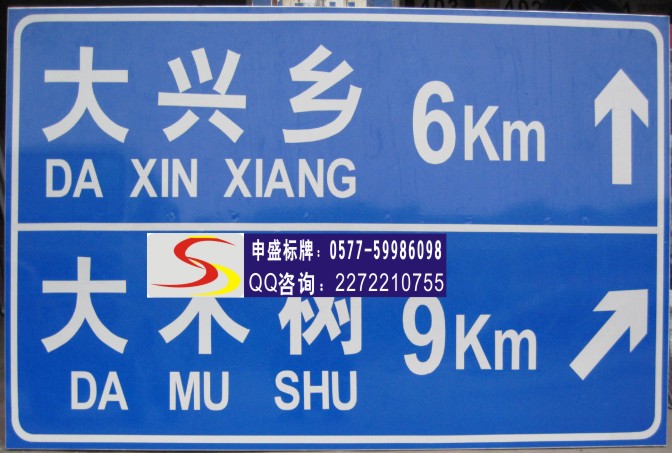 大兴乡 6Km
DA XIN XIANG
申盛标牌：0577-59986098
QQ咨询：2272210755
大木树 9Km
DA MU SHU